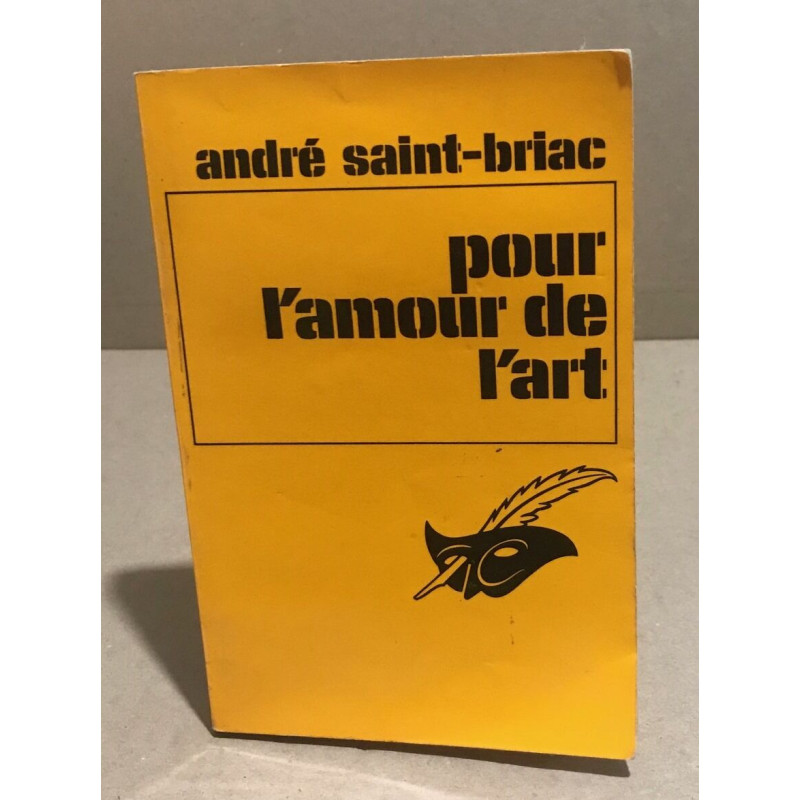 andré saint-briac
pour
l'amour de
l'art